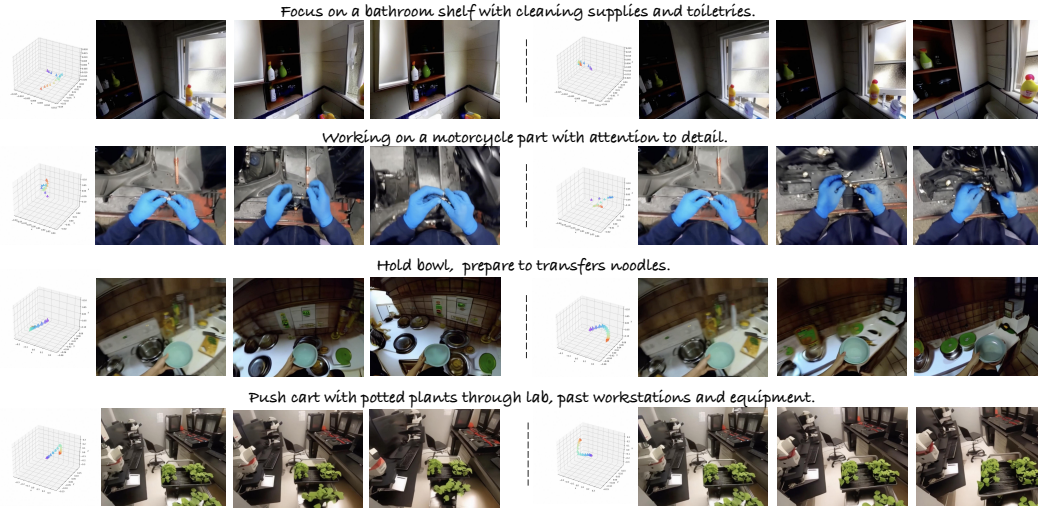 Focus on a bathroom shelf with cleaning supplies and toiletries.
Working on a motorcycle part with attention to detail.
Hold bowl, prepare to transfers noodles.
Push cart with potted plants through lab, past workstations and equipment.